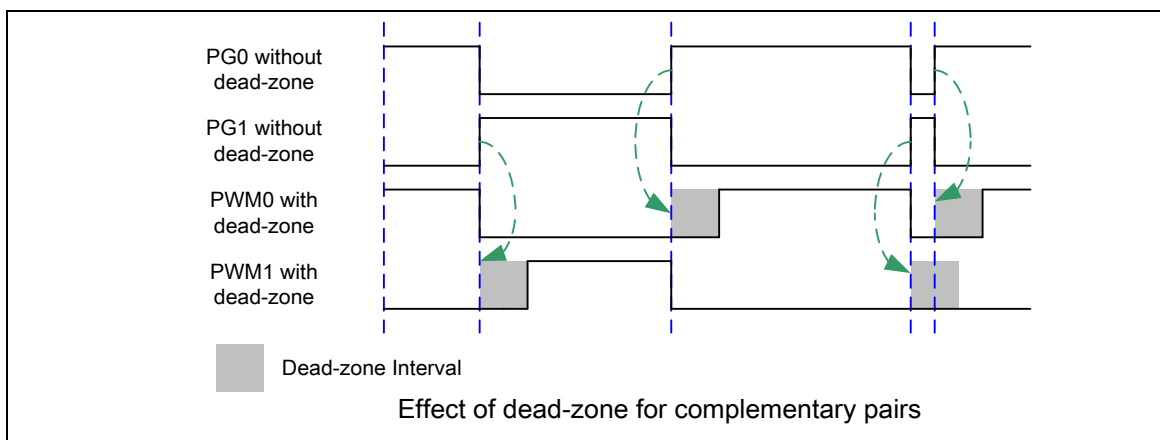 PG0 without
dead-zone
PG1 without
dead-zone
PWM0 with
dead-zone
PWM1 with
dead-zone
Dead-zone Interval
Effect of dead-zone for complementary pairs